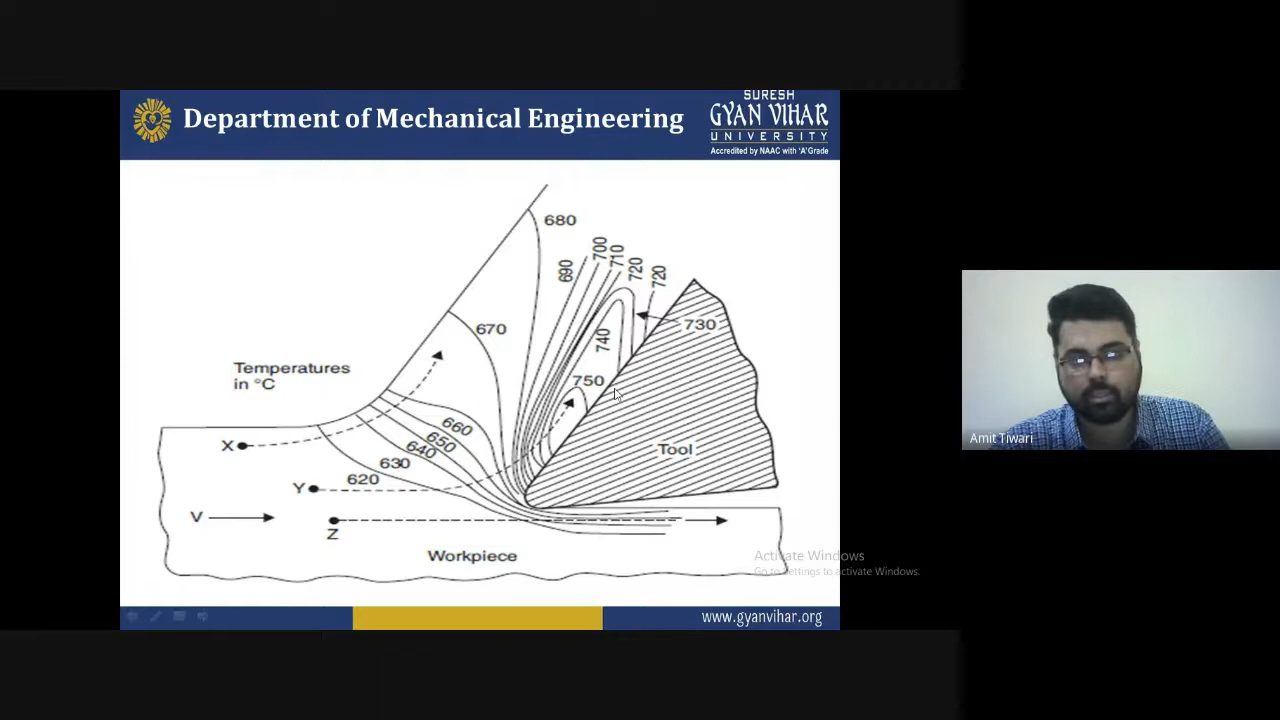 Department of Mechanical Engineering
SURESH
GYAN VIHAR
UNIVERSITY
Accredited by NAAC with 'A' Grade
680
690
700
710
720
720
670
730
740
Temperatures
in °C
750
660
650
640
630
620
X
Y
V
Z
Tool
Workpiece
Amit Tiwari
Activate Windows
Go to Settings to activate Windows.
www.gyanvihar.org